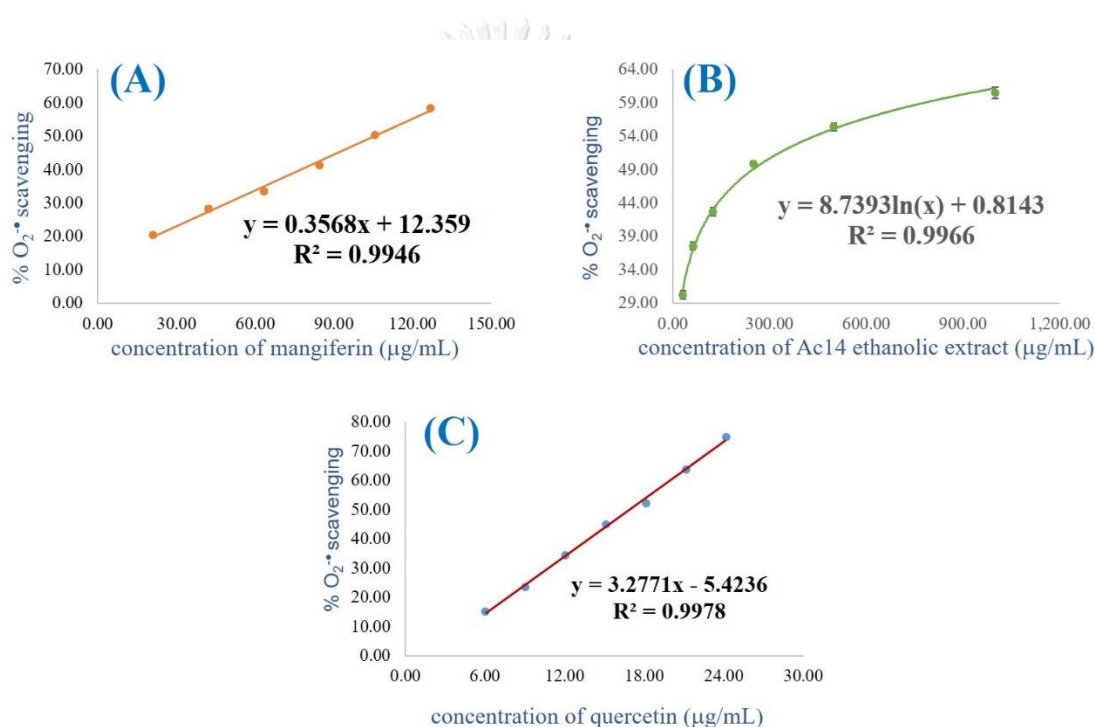 (A)
70.00
60.00
50.00
40.00
30.00
20.00
10.00
0.00
% O₂⁻• scavenging
y = 0.3568x + 12.359
R² = 0.9946
0.00 30.00 60.00 90.00 120.00 150.00
concentration of mangiferin (μg/mL)
(B)
64.00
59.00
54.00
49.00
44.00
39.00
34.00
29.00
% O₂⁻• scavenging
y = 8.7393ln(x) + 0.8143
R² = 0.9966
0.00 300.00 600.00 900.00 1,200.00
concentration of Ac14 ethanolic extract (μg/mL)
(C)
80.00
70.00
60.00
50.00
40.00
30.00
20.00
10.00
0.00
% O₂⁻• scavenging
y = 3.2771x - 5.4236
R² = 0.9978
0.00 6.00 12.00 18.00 24.00 30.00
concentration of quercetin (μg/mL)